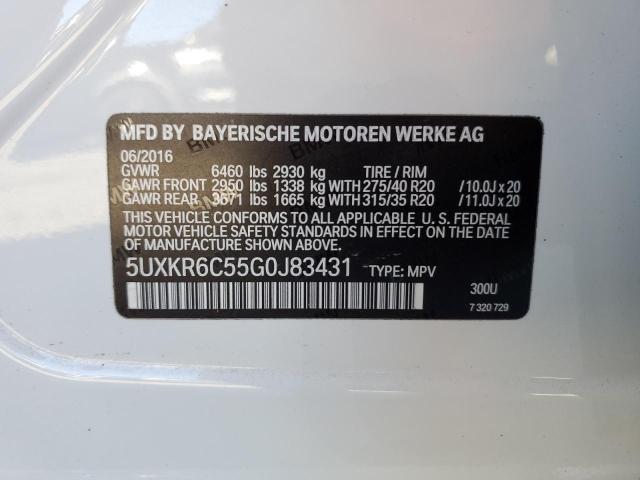 MFD BY BAYERISCHE MOTOREN WERKE AG
06/2016
GVWR 6460 lbs 2930 kg TIRE / RIM
GAWR FRONT 2950 lbs 1338 kg WITH 275/40 R20 /10.0J x 20
GAWR REAR 3671 lbs 1665 kg WITH 315/35 R20 /11.0J x 20
THIS VEHICLE CONFORMS TO ALL APPLICABLE U. S. FEDERAL
MOTOR VEHICLE SAFETY STANDARDS IN EFFECT ON THE
DATE OF MANUFACTURE SHOWN ABOVE.
5UXKR6C55G0J83431 TYPE: MPV
300U
7 320 729